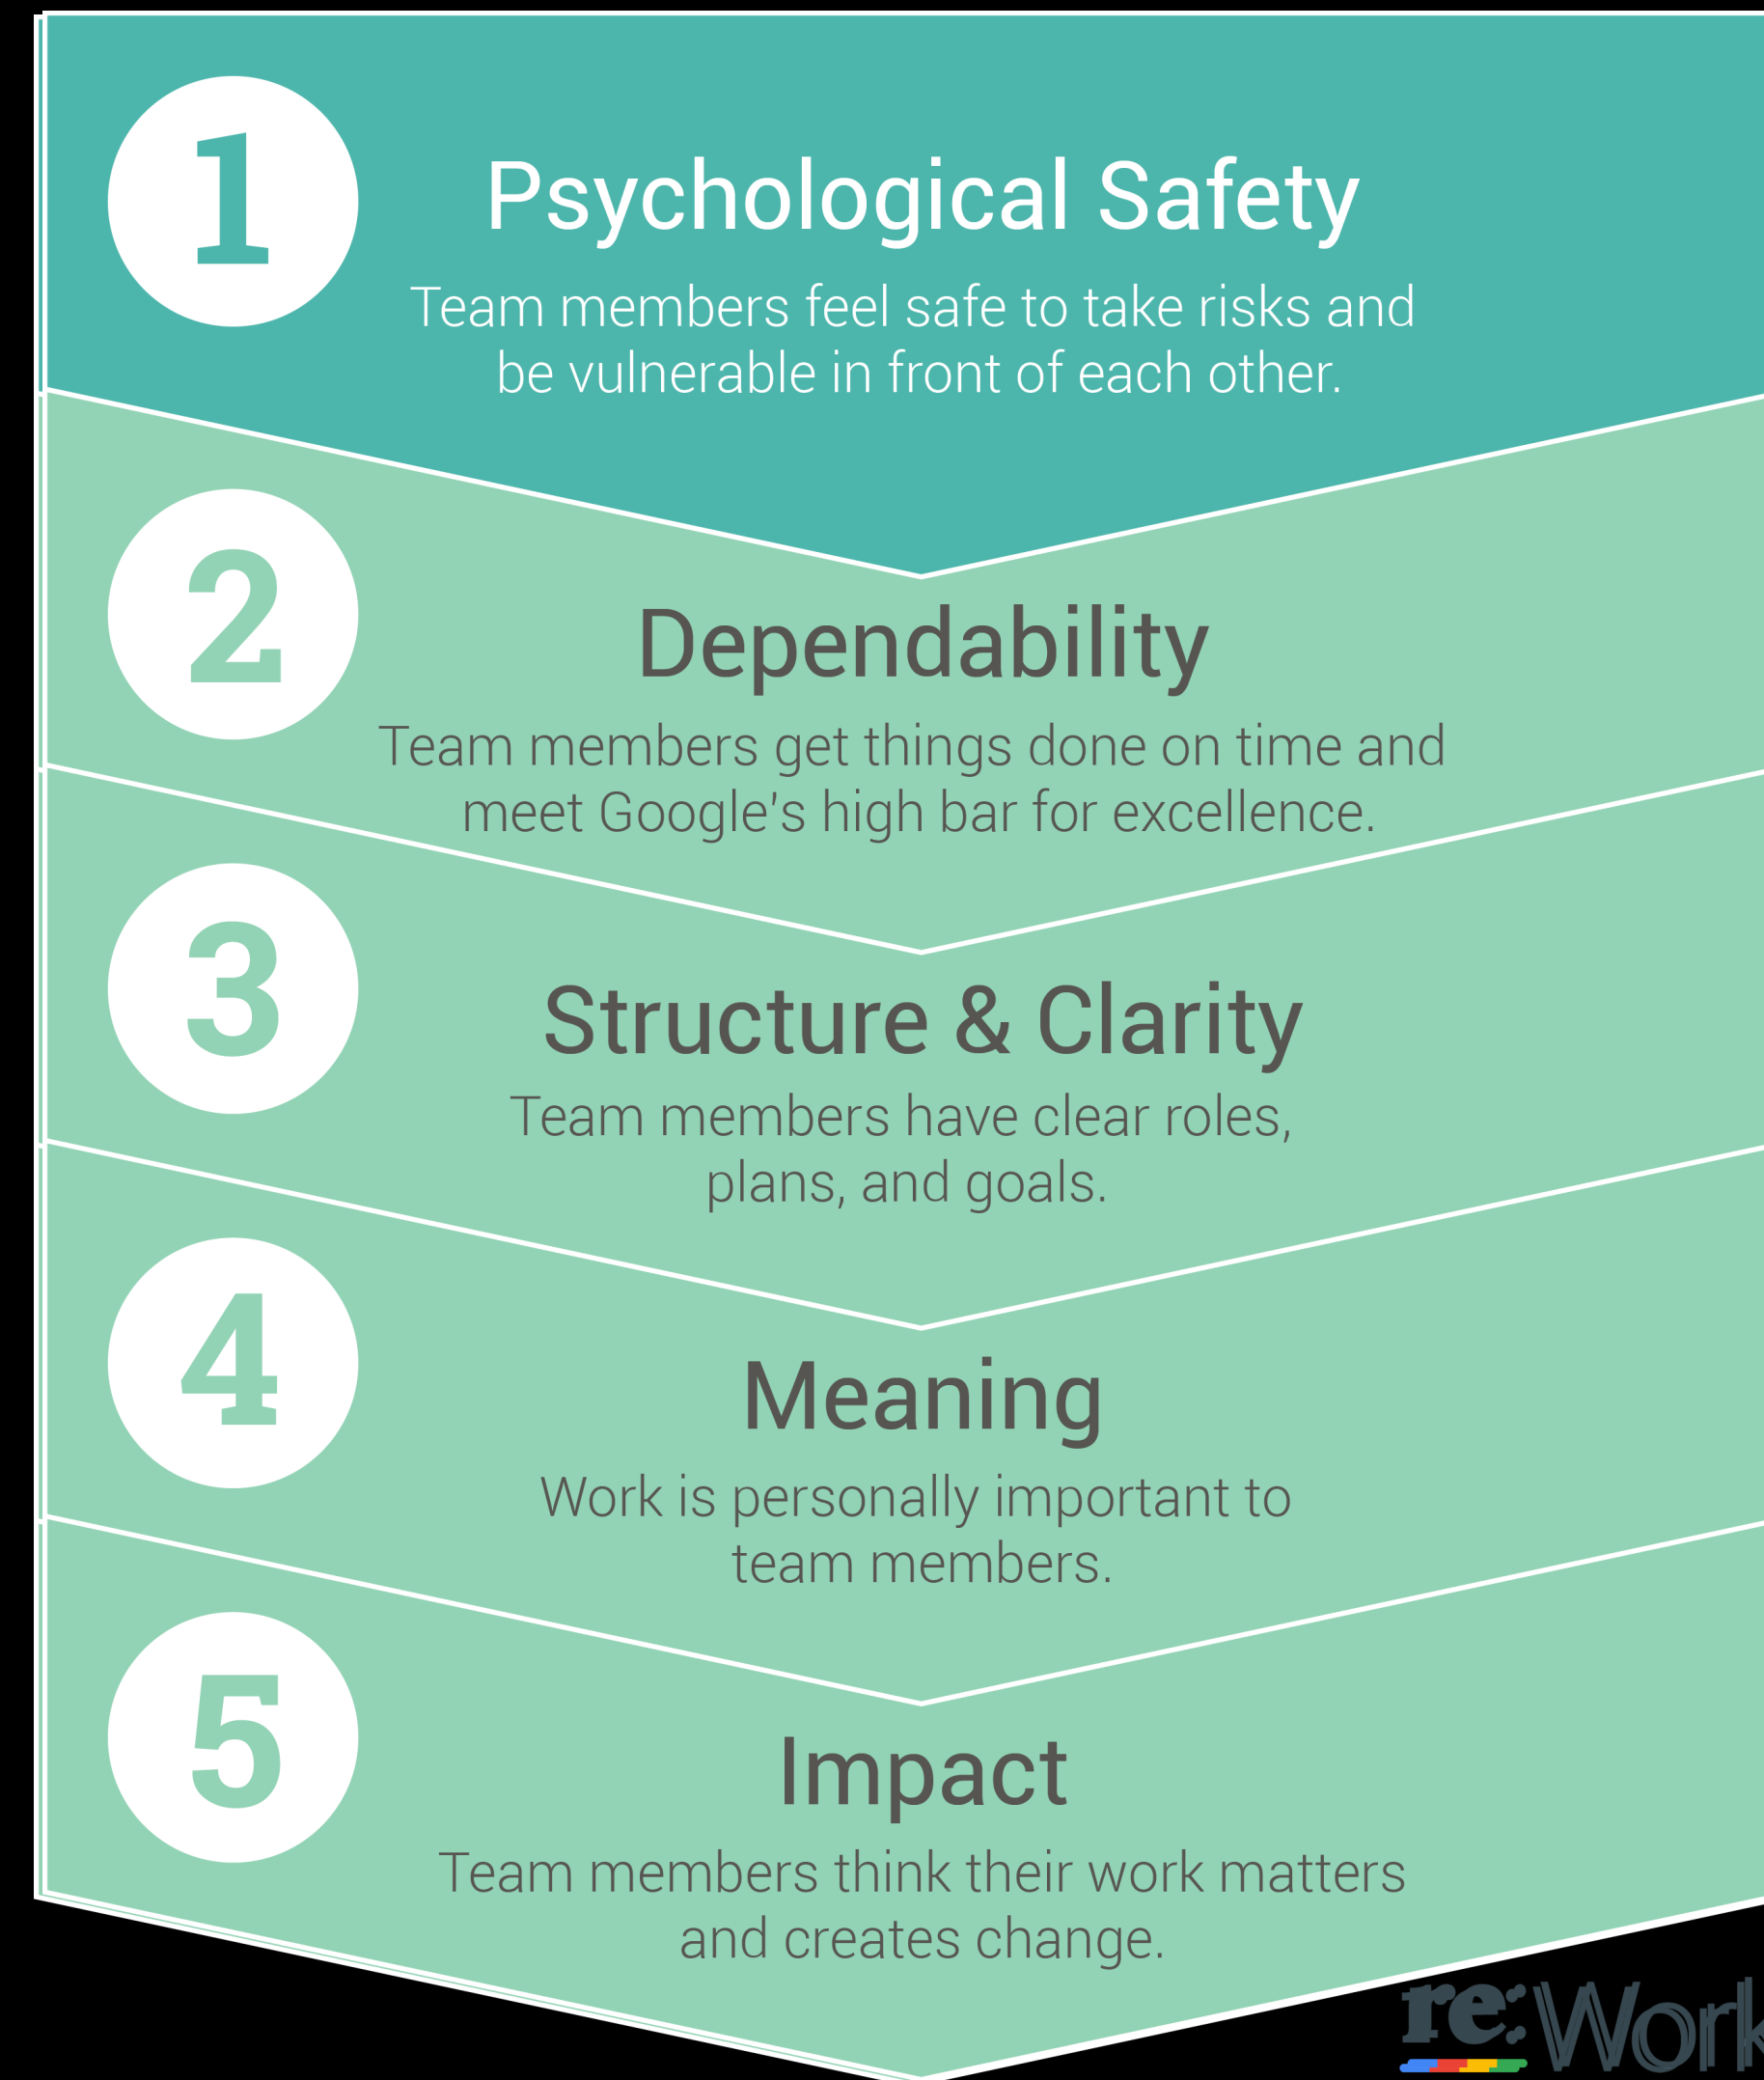 1
Psychological Safety
Team members feel safe to take risks and
be vulnerable in front of each other.
2
Dependability
Team members get things done on time and
meet Google's high bar for excellence.
3
Structure & Clarity
Team members have clear roles,
plans, and goals.
4
Meaning
Work is personally important to
team members.
5
Impact
Team members think their work matters
and creates change.
re:Work